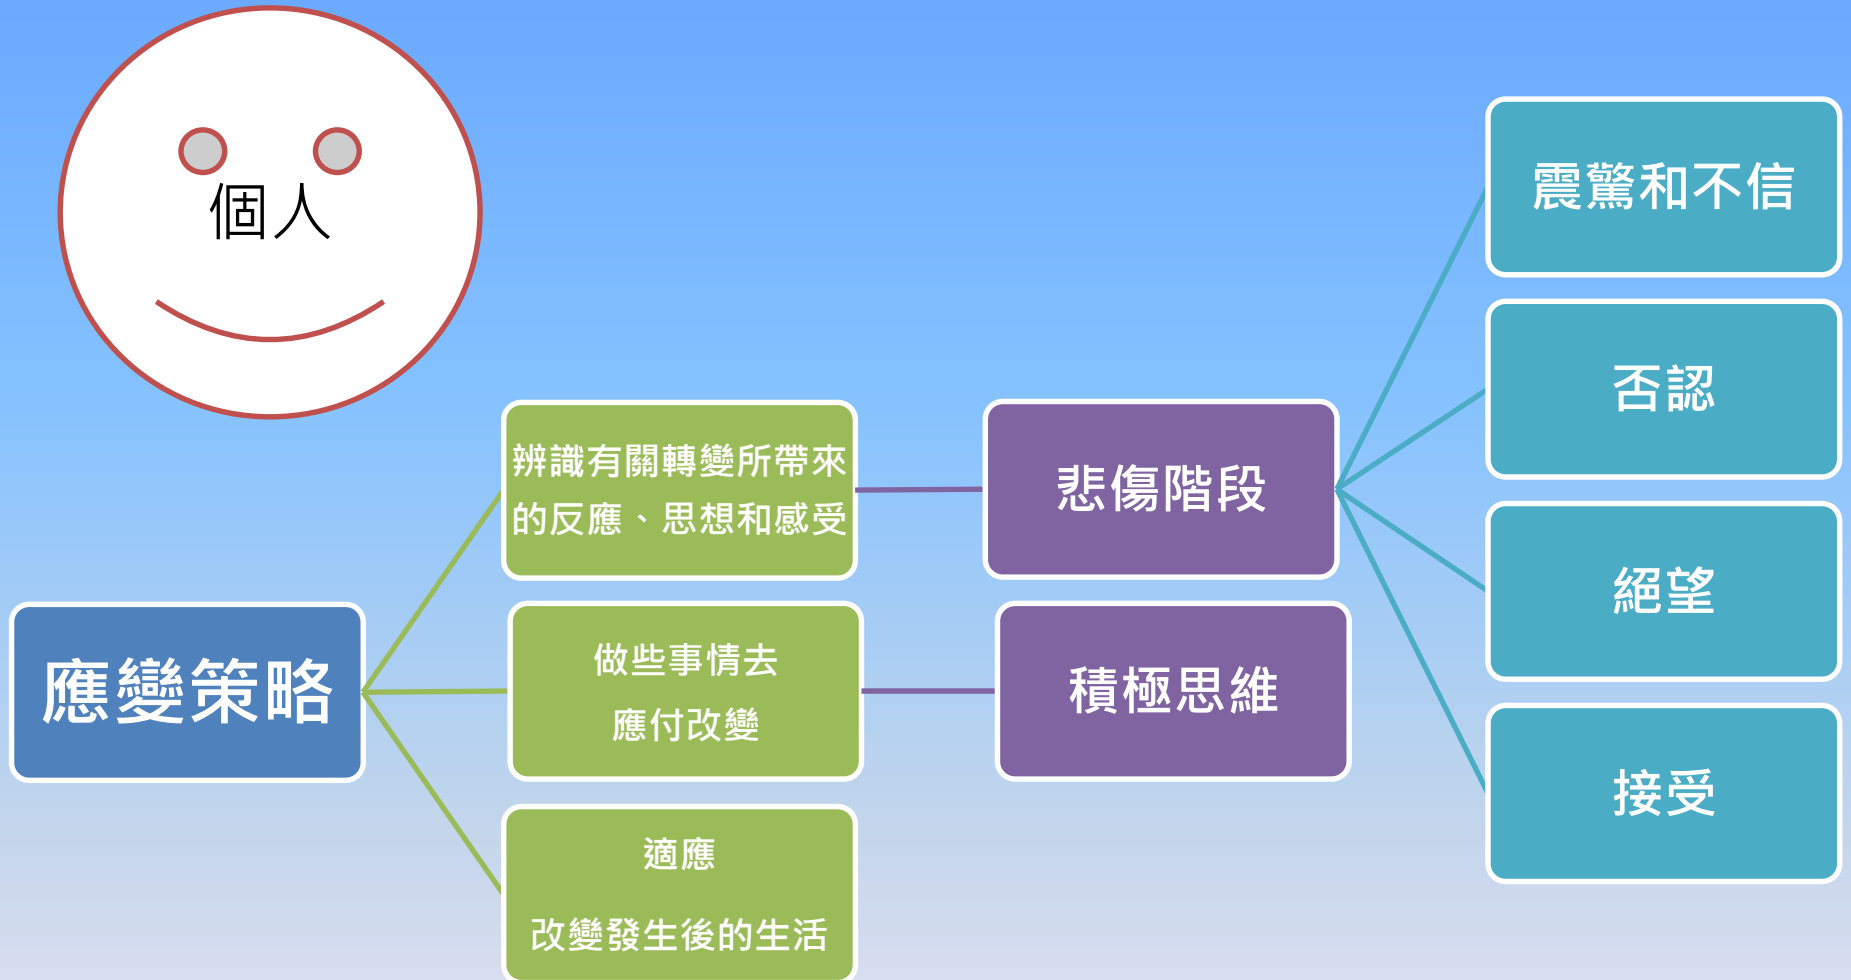 個人
應變策略
辨識有關轉變所帶來
的反應、思想和感受
做些事情去
應付改變
適應
改變發生後的生活
悲傷階段
積極思維
震驚和不信
否認
絕望
接受